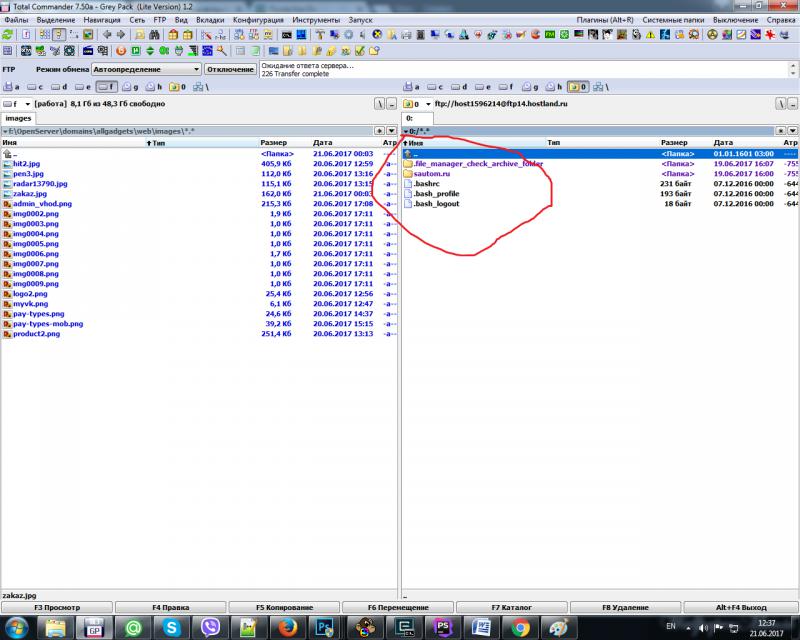 Total Commander 7.50a - Grey Pack (Lite Version) 1.2
Файлы Выделение Навигация Сеть FTP Вид Вкладки Конфигурация Инструменты Запуск Плагины (Alt+R) Системные папки Выключение Справка
FTP Режим обмена Автоопределение Отключение Ожидание ответа сервера...
226 Transfer complete
a c d e f g h 0 \ a c d e f g h 0 \
f [работа] 8,1 Гб из 48,3 Гб свободно \ .. 0 ftp://host1596214@ftp14.hostland.ru \ ..
images 0:
f:\OpenServer\domains\allgadgets\web\images\*.* 0:/*.*
Имя Тип Размер Дата Атр Имя Тип Размер Дата Атр
.. <Папка> 21.06.2017 00:03 ---- .. <Папка> 01.01.1601 03:00 ----
hit2.jpg 405,9 Кб 20.06.2017 12:59 -a-- .file_manager_check_archive_folder <Папка> 19.06.2017 16:07 -755
pen3.jpg 112,0 Кб 20.06.2017 13:16 -a-- sautom.ru <Папка> 19.06.2017 16:00 -755
radar13790.jpg 115,1 Кб 20.06.2017 13:15 -a-- .bashrc 231 байт 07.12.2016 00:00 -644
zakaz.jpg 162,0 Кб 21.06.2017 00:03 -a-- .bash_profile 193 байт 07.12.2016 00:00 -644
admin_vhod.png 215,3 Кб 20.06.2017 17:08 -a-- .bash_logout 18 байт 07.12.2016 00:00 -644
img0002.png 1,9 Кб 20.06.2017 17:11 -a--
img0003.png 1,0 Кб 20.06.2017 17:11 -a--
img0004.png 1,0 Кб 20.06.2017 17:11 -a--
img0005.png 1,0 Кб 20.06.2017 17:11 -a--
img0006.png 1,7 Кб 20.06.2017 17:11 -a--
img0007.png 1,0 Кб 20.06.2017 17:11 -a--
img0008.png 1,0 Кб 20.06.2017 17:11 -a--
img0009.png 1,0 Кб 20.06.2017 17:11 -a--
logo2.png 25,4 Кб 20.06.2017 12:56 -a--
myvk.png 6,1 Кб 20.06.2017 12:47 -a--
pay-types.png 24,6 Кб 20.06.2017 14:37 -a--
pay-types-mob.png 39,2 Кб 20.06.2017 15:15 -a--
product2.png 251,4 Кб 20.06.2017 13:13 -a--
zakaz.jpg ..
F3 Просмотр F4 Правка F5 Копирование F6 Перемещение F7 Каталог F8 Удаление Alt+F4 Выход
EN 12:37
21.06.2017